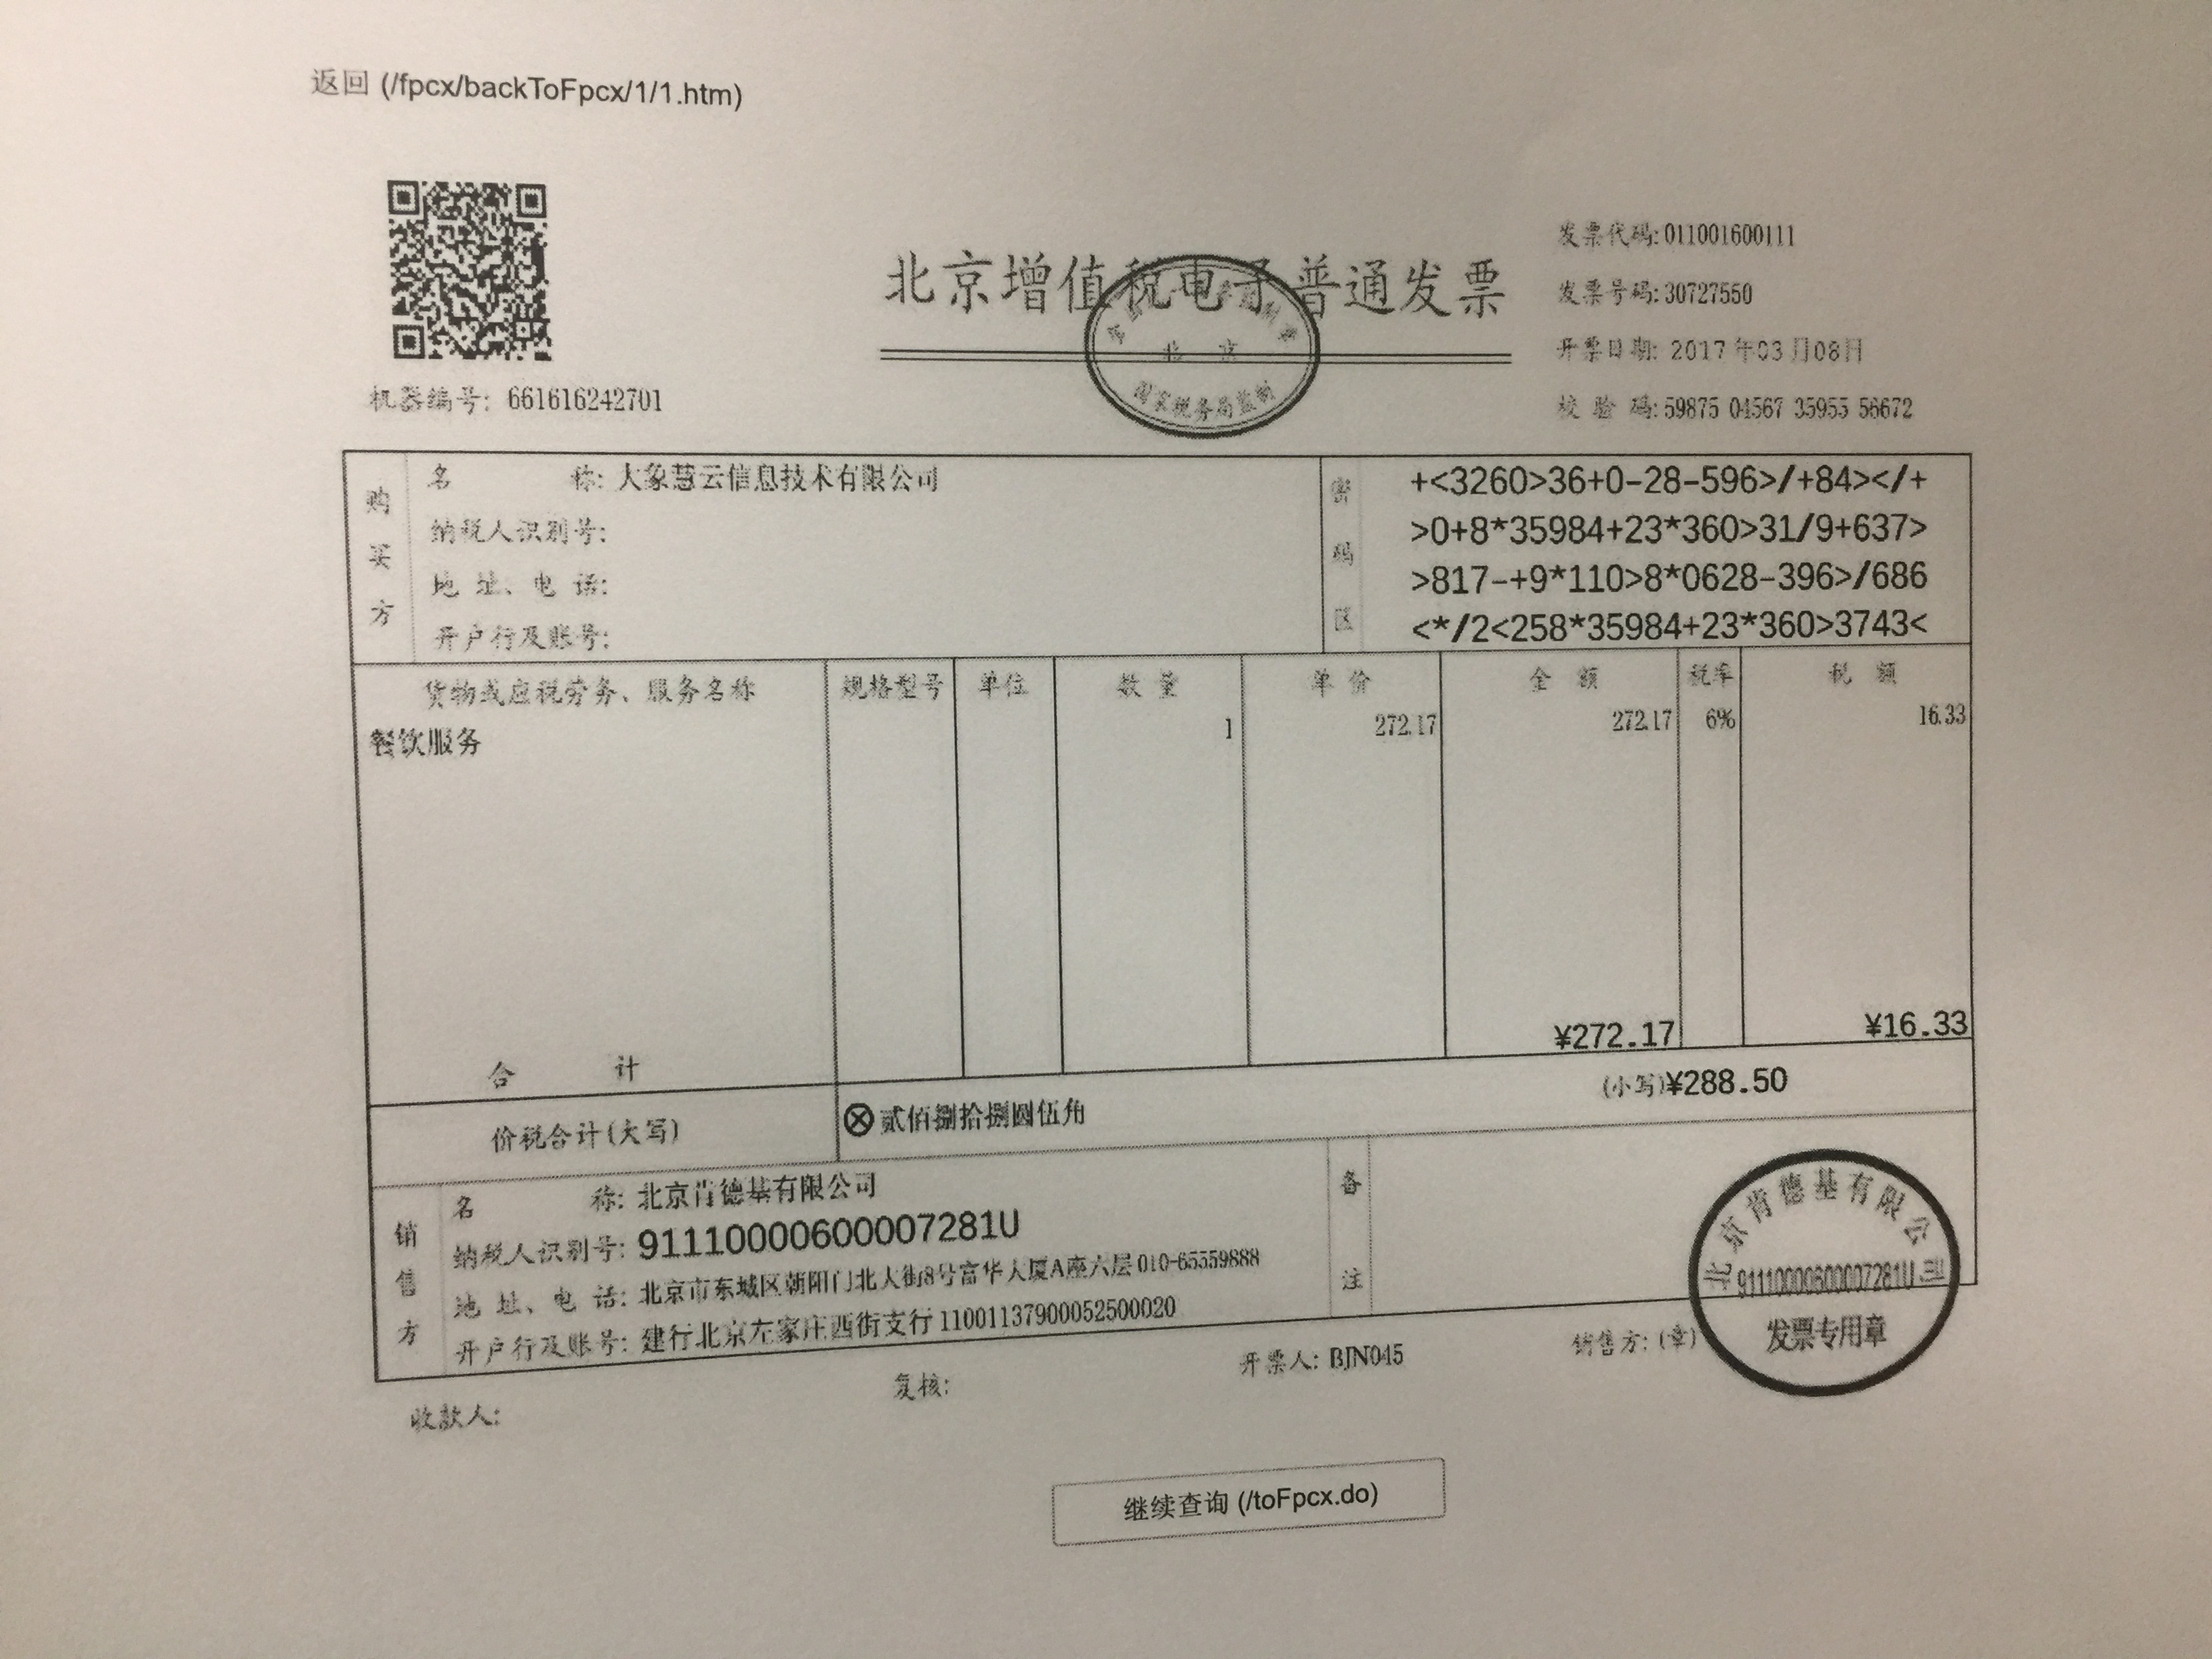 返回 (/fpcx/backToFpcx/1/1.htm)
北京增值税电子普通发票
北京
国家税务局监制
发票代码:011001600111
发票号码:30727550
开票日期: 2017年03月08日
校 验 码:59875 04567 35955 56672
机器编号: 661616242701
购买方
名 称: 大象慧云信息技术有限公司
纳税人识别号:
地 址、电 话:
开户行及账号:
密码区
+<3260>36+0-28-596>/+84></+
>0+8*35984+23*360>31/9+637>
>817-+9*110>8*0628-396>/686
<*/2<258*35984+23*360>3743<
货物或应税劳务、服务名称 规格型号 单位 数 量 单 价 金 额 税率 税 额
餐饮服务 1 272.17 272.17 6% 16.33
合 计 ¥272.17 ¥16.33
价税合计(大写) ⊗贰佰捌拾捌圆伍角 (小写)¥288.50
销售方
名 称: 北京肯德基有限公司
纳税人识别号: 91110000600007281U
地 址、电 话: 北京市东城区朝阳门北大街8号富华大厦A座六层 010-65559888
开户行及账号: 建行北京左家庄西街支行 11001137900052500020
备注
北京肯德基有限公司
91110000600007281U
发票专用章
收款人: 复核: 开票人: BJN045 销售方: (章)
继续查询 (/toFpcx.do)